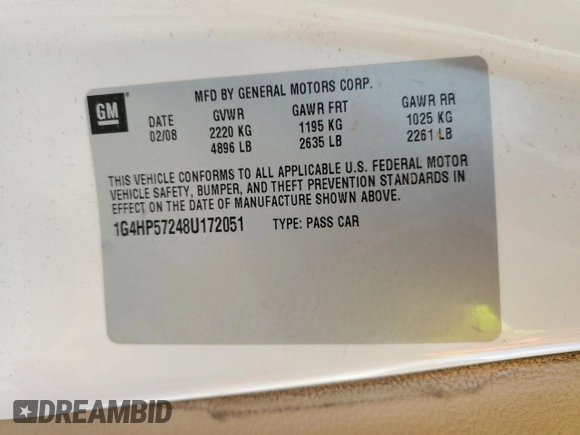 MFD BY GENERAL MOTORS CORP.
GM
DATE GVWR GAWR FRT GAWR RR
02/08 2220 KG 1195 KG 1025 KG
4896 LB 2635 LB 2261 LB
THIS VEHICLE CONFORMS TO ALL APPLICABLE U.S. FEDERAL MOTOR
VEHICLE SAFETY, BUMPER, AND THEFT PREVENTION STANDARDS IN
EFFECT ON THE DATE OF MANUFACTURE SHOWN ABOVE.
1G4HP57248U172051 TYPE: PASS CAR
DREAMBID